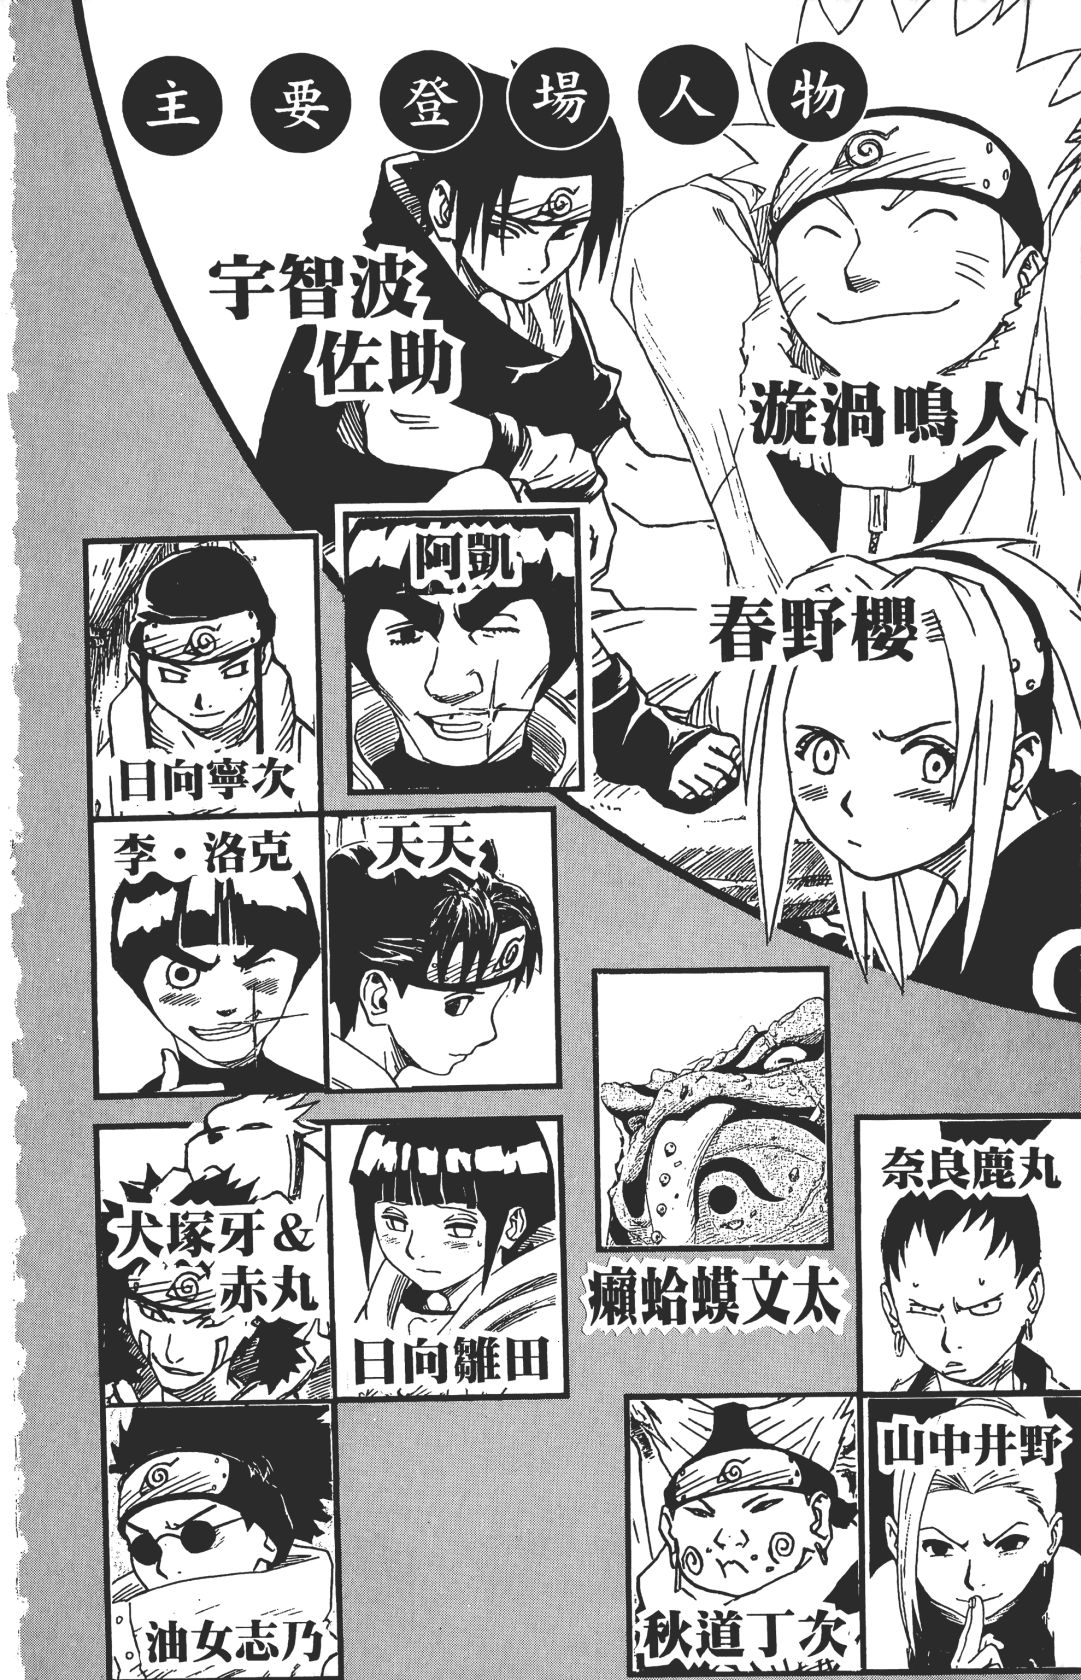 主要登場人物
宇智波
佐助
漩渦鳴人
阿凱
春野櫻
日向寧次
李·洛克
天天
犬塚牙&
赤丸
日向雛田
癩蛤蟆文太
奈良鹿丸
山中井野
油女志乃
秋道丁次